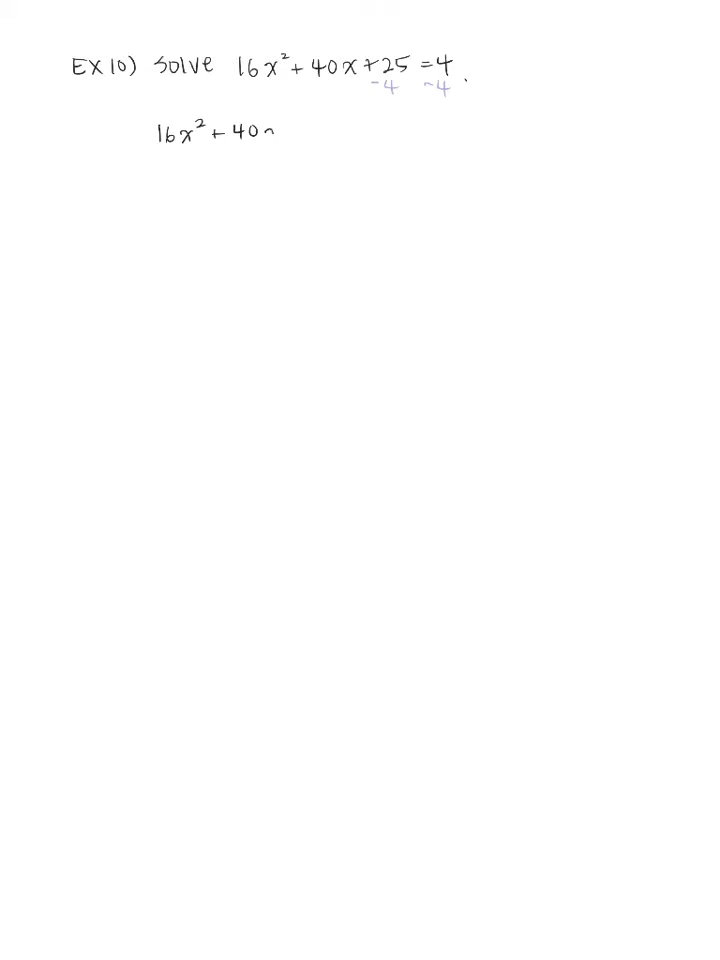 EX 10) Solve 16x² + 40x + 25 = 4.
-4 -4
16x² + 40